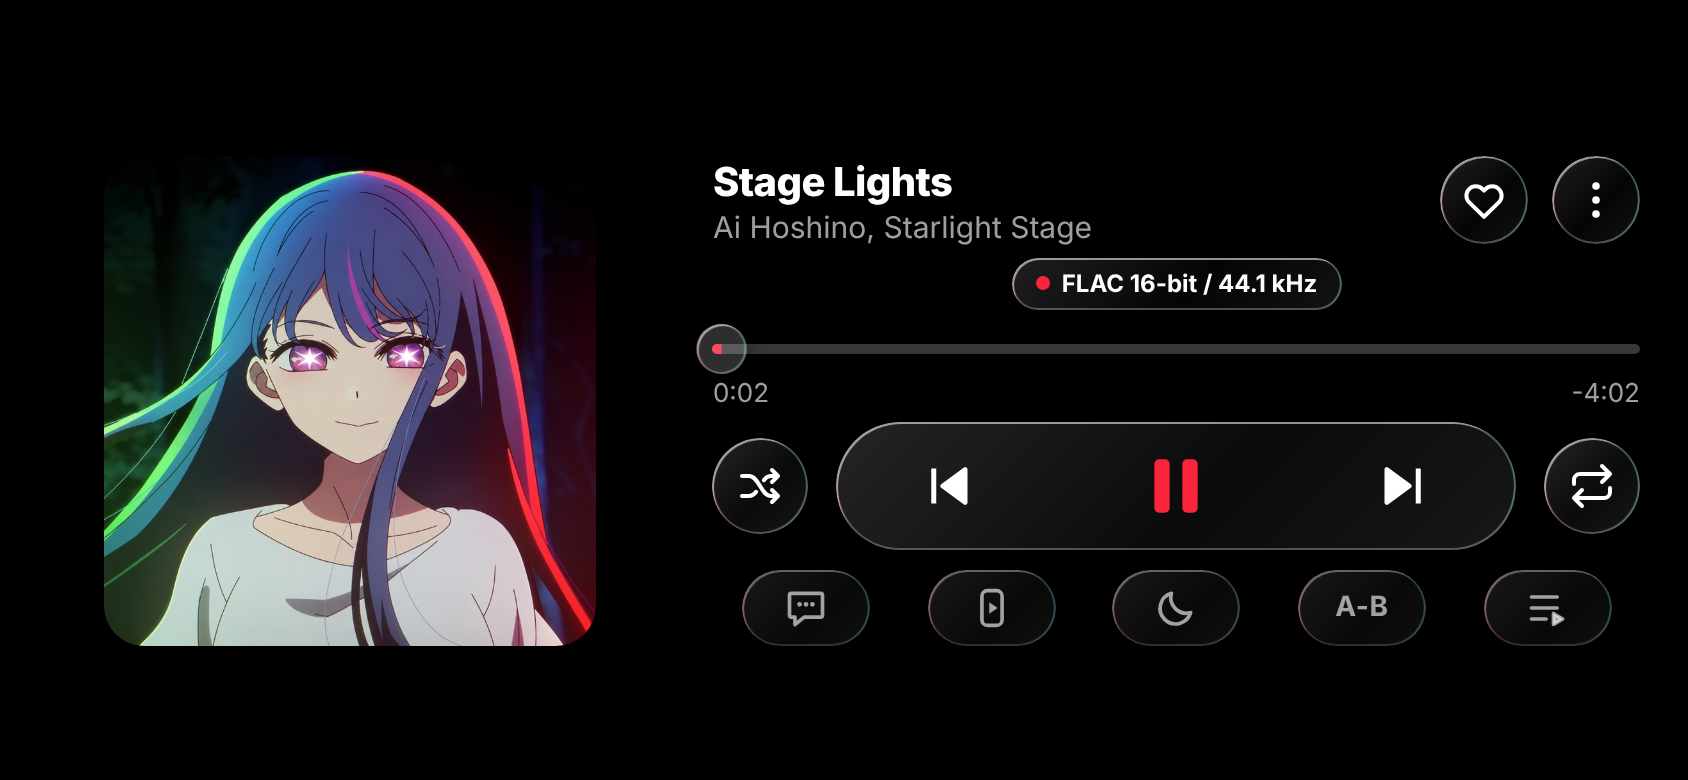 Stage Lights
Ai Hoshino, Starlight Stage
FLAC 16-bit / 44.1 kHz
0:02
-4:02
A-B